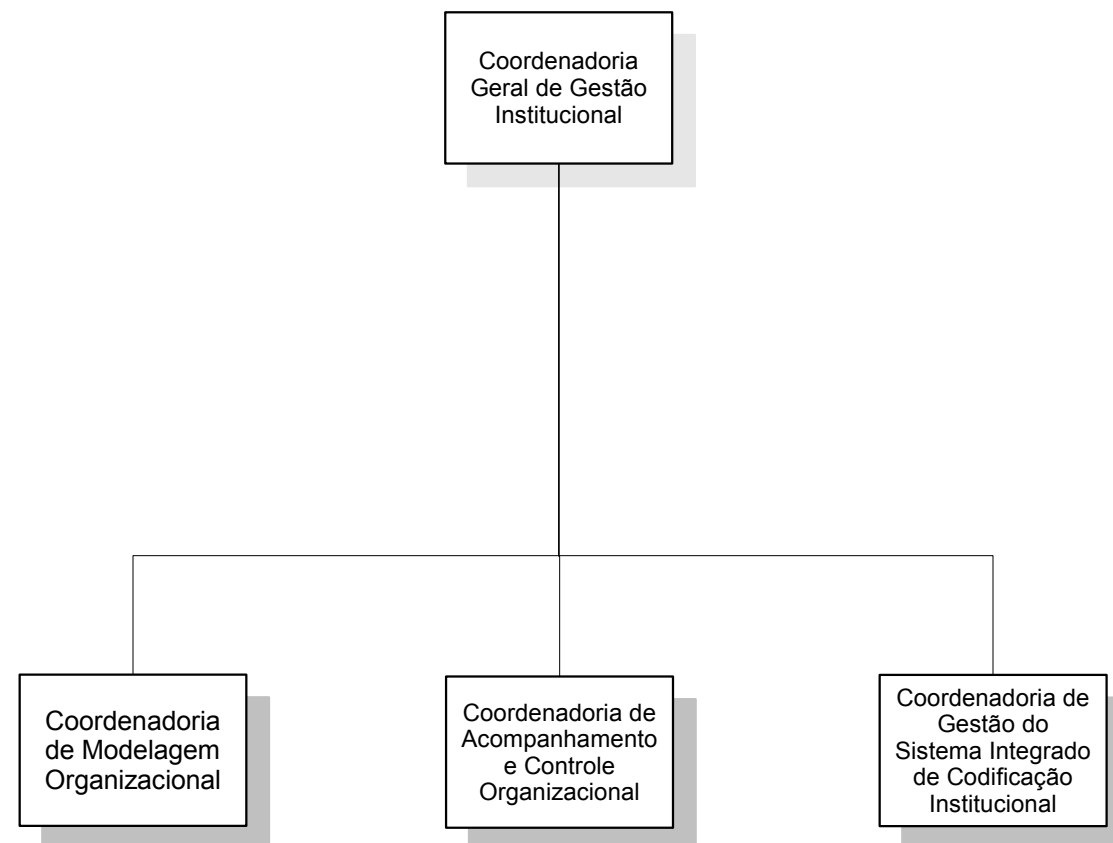 Coordenadoria
Geral de Gestão
Institucional
Coordenadoria
de Modelagem
Organizacional
Coordenadoria de
Acompanhamento
e Controle
Organizacional
Coordenadoria de
Gestão do
Sistema Integrado
de Codificação
Institucional